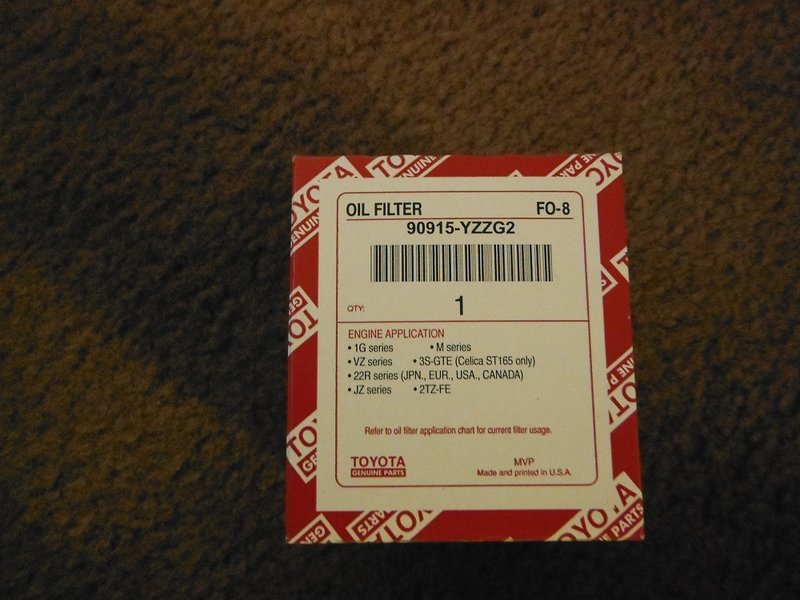 OIL FILTER FO-8
90915-YZZG2
QTY: 1
ENGINE APPLICATION
• 1G series • M series
• VZ series • 3S-GTE (Celica ST165 only)
• 22R series (JPN., EUR., USA., CANADA)
• JZ series • 2TZ-FE
Refer to oil filter application chart for current filter usage.
TOYOTA MVP
GENUINE PARTS Made and printed in U.S.A.